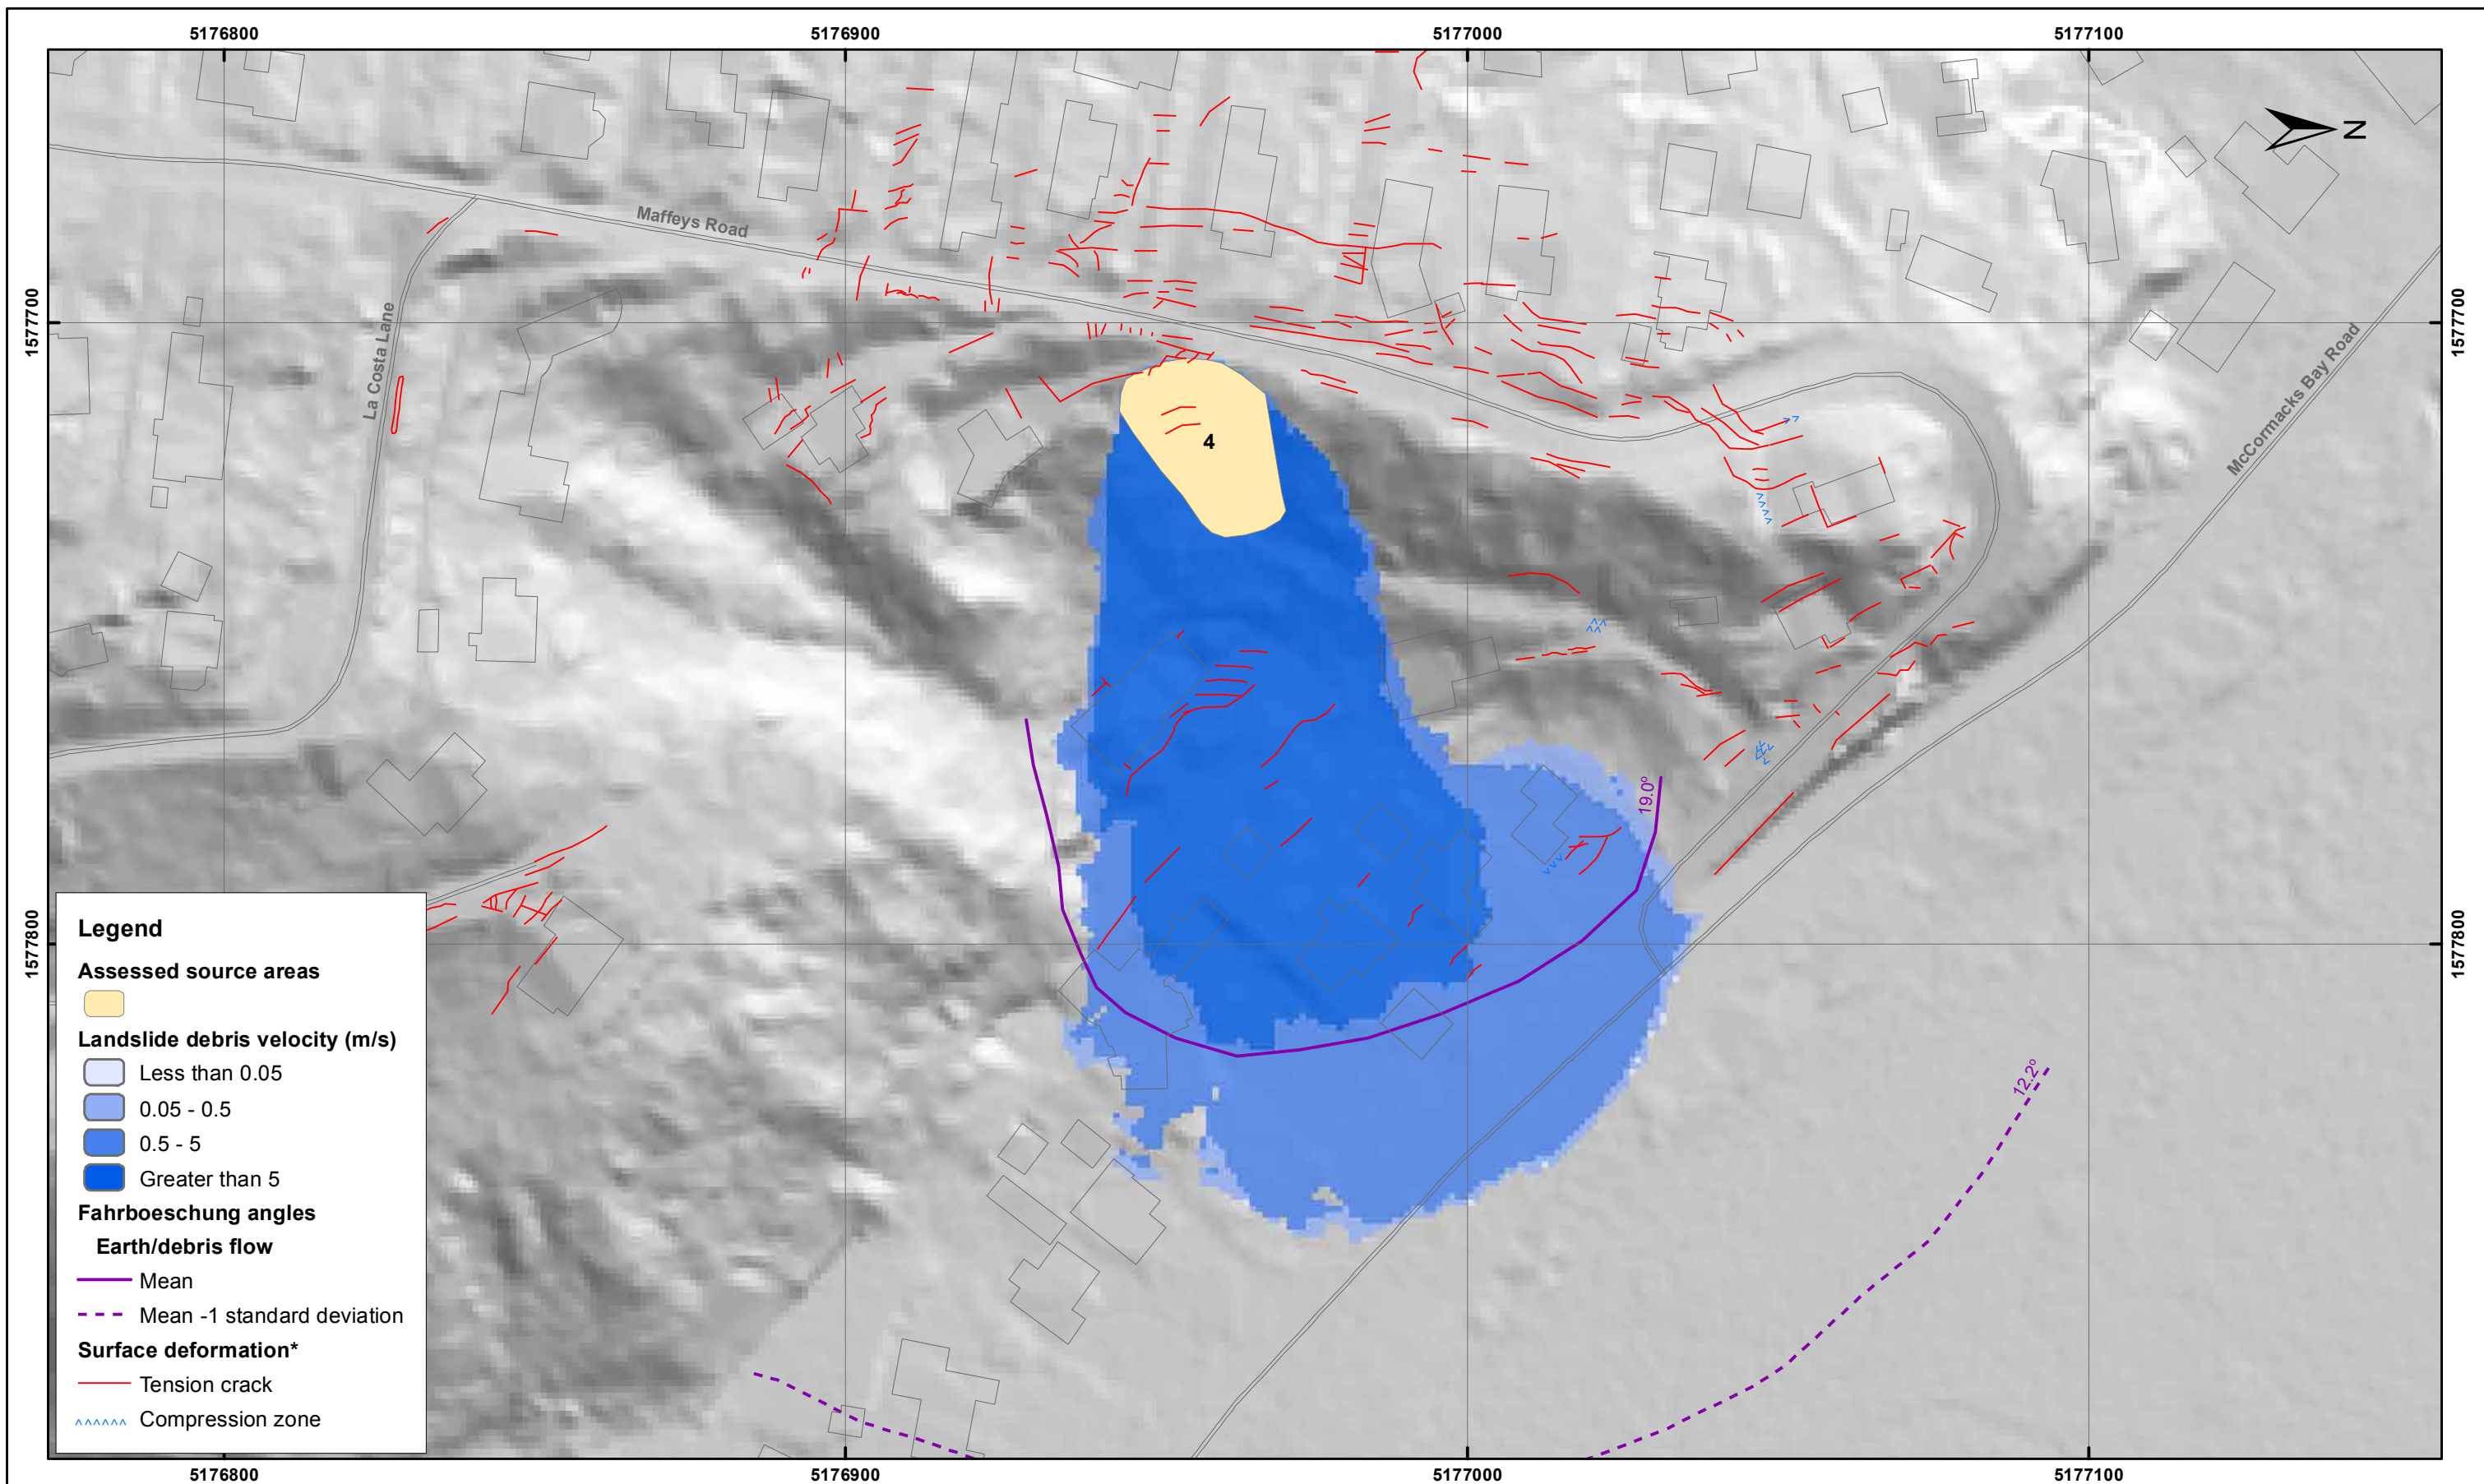 5176800 5176900 5177000 5177100
N
Maffeys Road
La Costa Lane
McCormacks Bay Road
1577700 1577700
4
19.0°
1577800 1577800
12.2°
Legend
Assessed source areas
Landslide debris velocity (m/s)
Less than 0.05
0.05 - 0.5
0.5 - 5
Greater than 5
Fahrboeschung angles
Earth/debris flow
Mean
Mean -1 standard deviation
Surface deformation*
Tension crack
Compression zone
5176800 5176900 5177000 5177100